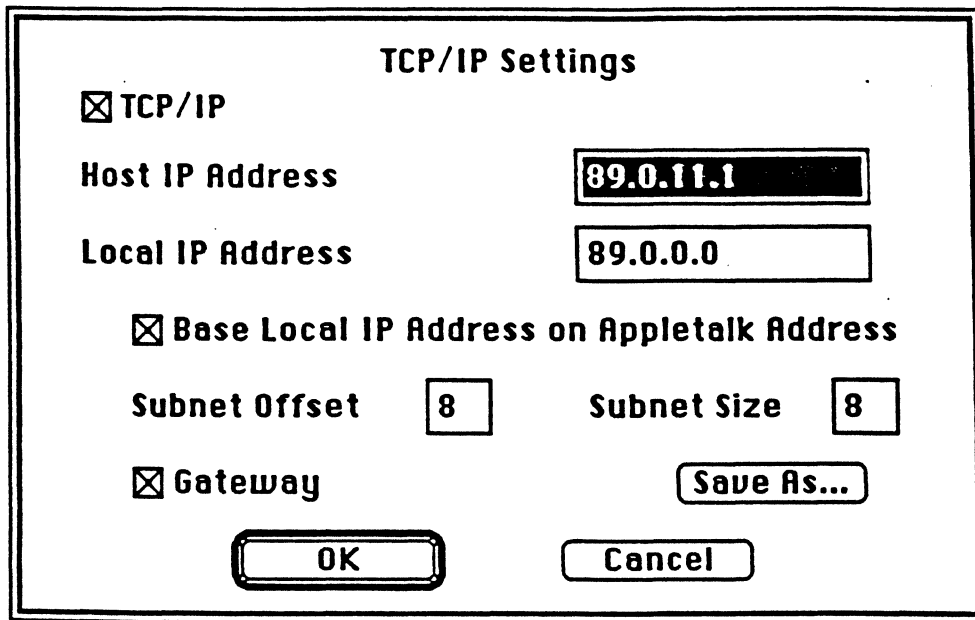 TCP/IP Settings
TCP/IP
Host IP Address 89.0.11.1
Local IP Address 89.0.0.0
Base Local IP Address on Appletalk Address
Subnet Offset 8 Subnet Size 8
Gateway Save As...
OK Cancel